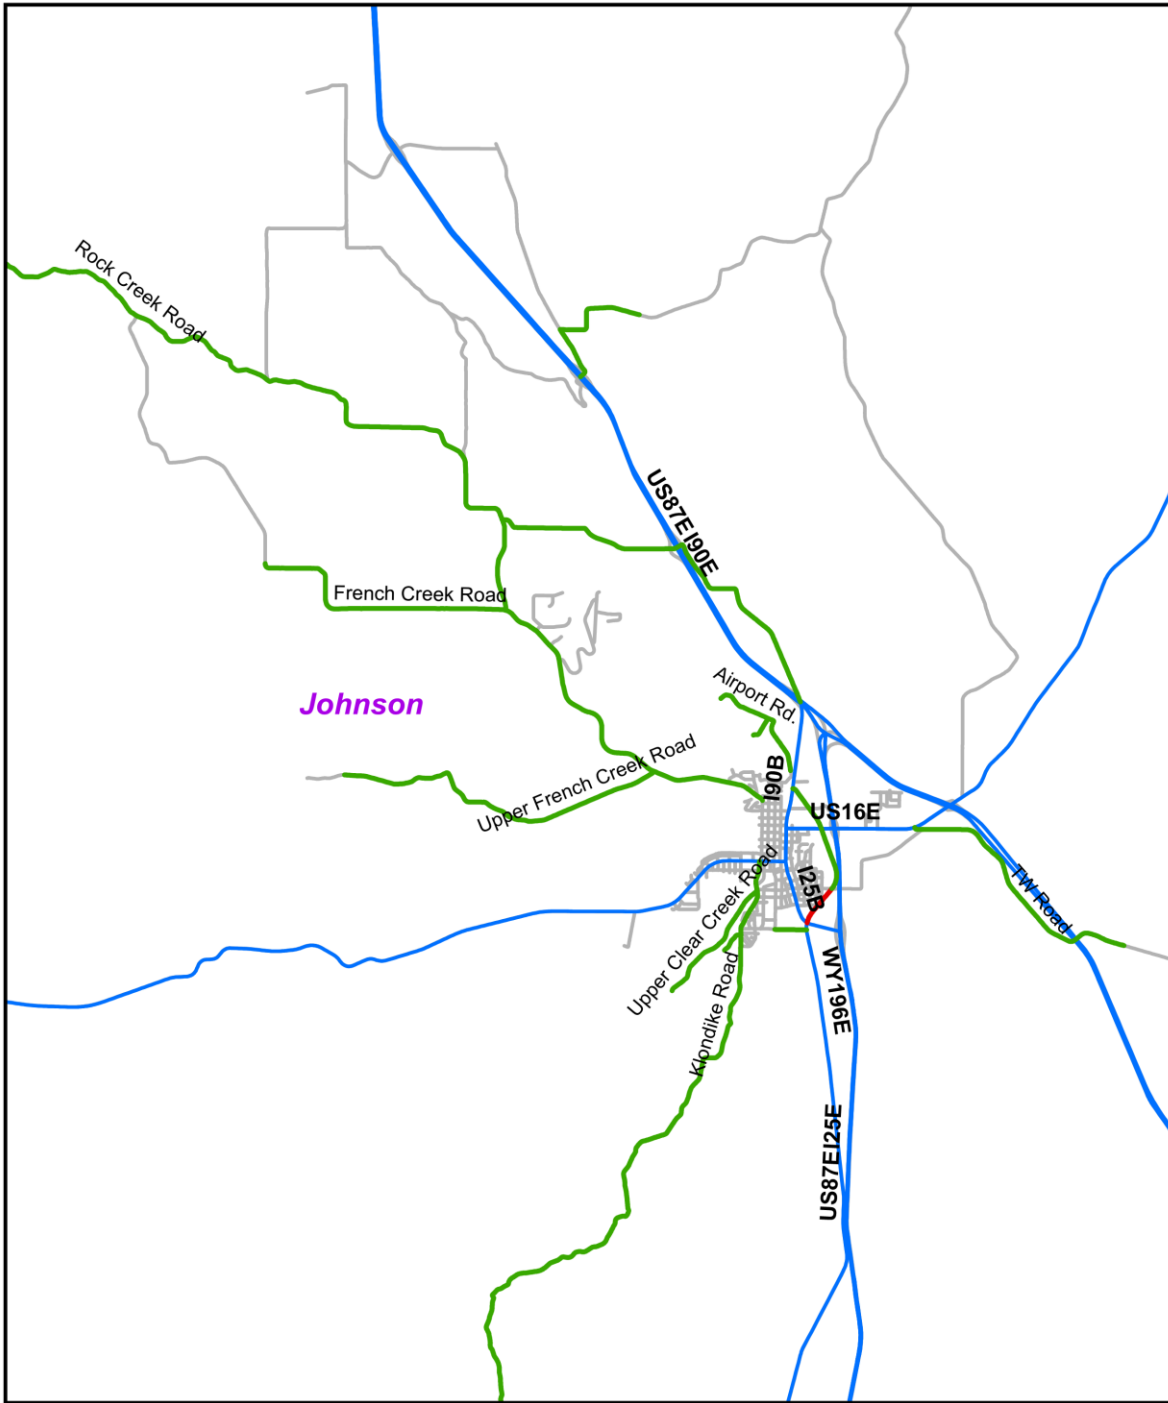 Rock Creek Road
US87EI90E
French Creek Road
Airport Rd.
Johnson
Upper French Creek Road
I90B
US16E
I25B
Upper Clear Creek Road
TW Road
Klondike Road
WY196E
US87EI25E